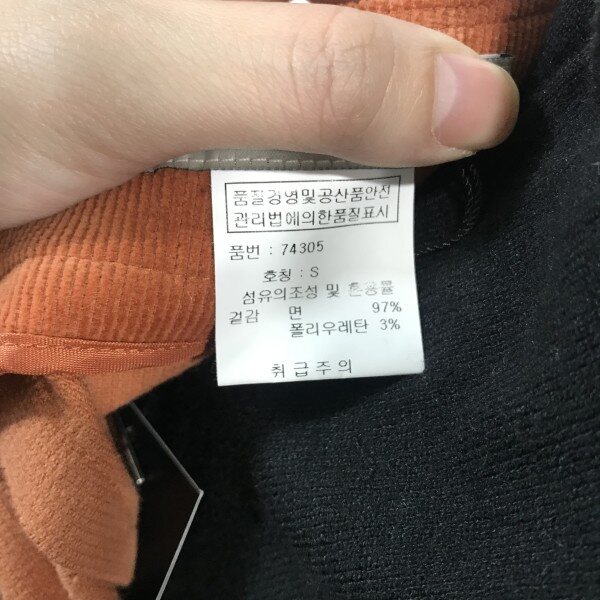 품질경영및공산품안전
관리법에의한품질표시
품번 : 74305
호칭 : S
섬유의조성 및 혼용률
겉감 면 97%
폴리우레탄 3%
취급주의